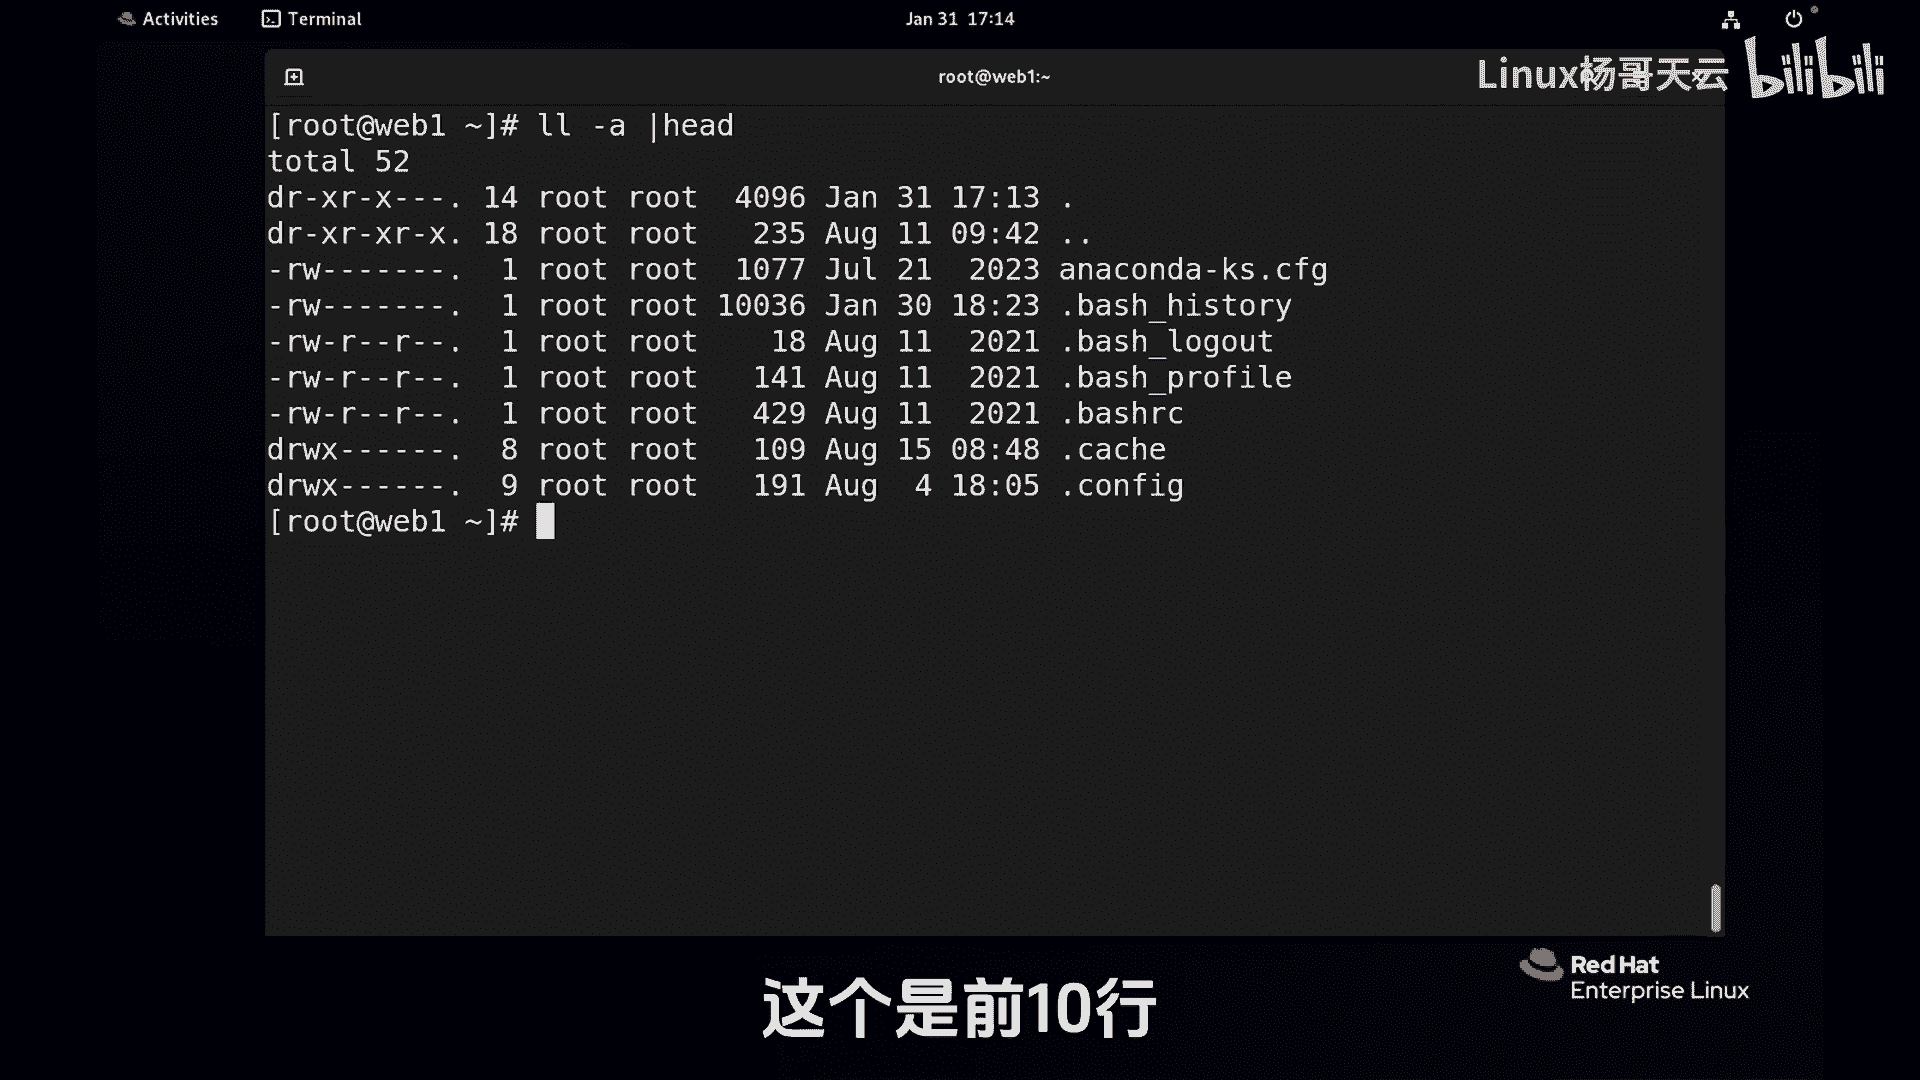 Activities Terminal Jan 31 17:14
root@web1:~
Linux杨哥天云 bilibili
[root@web1 ~]# ll -a |head
total 52
dr-xr-x---. 14 root root  4096 Jan 31 17:13 .
dr-xr-xr-x. 18 root root   235 Aug 11 09:42 ..
-rw-------.  1 root root  1077 Jul 21  2023 anaconda-ks.cfg
-rw-------.  1 root root 10036 Jan 30 18:23 .bash_history
-rw-r--r--.  1 root root    18 Aug 11  2021 .bash_logout
-rw-r--r--.  1 root root   141 Aug 11  2021 .bash_profile
-rw-r--r--.  1 root root   429 Aug 11  2021 .bashrc
drwx------.  8 root root   109 Aug 15 08:48 .cache
drwx------.  9 root root   191 Aug  4 18:05 .config
[root@web1 ~]#
Red Hat
Enterprise Linux
这个是前10行